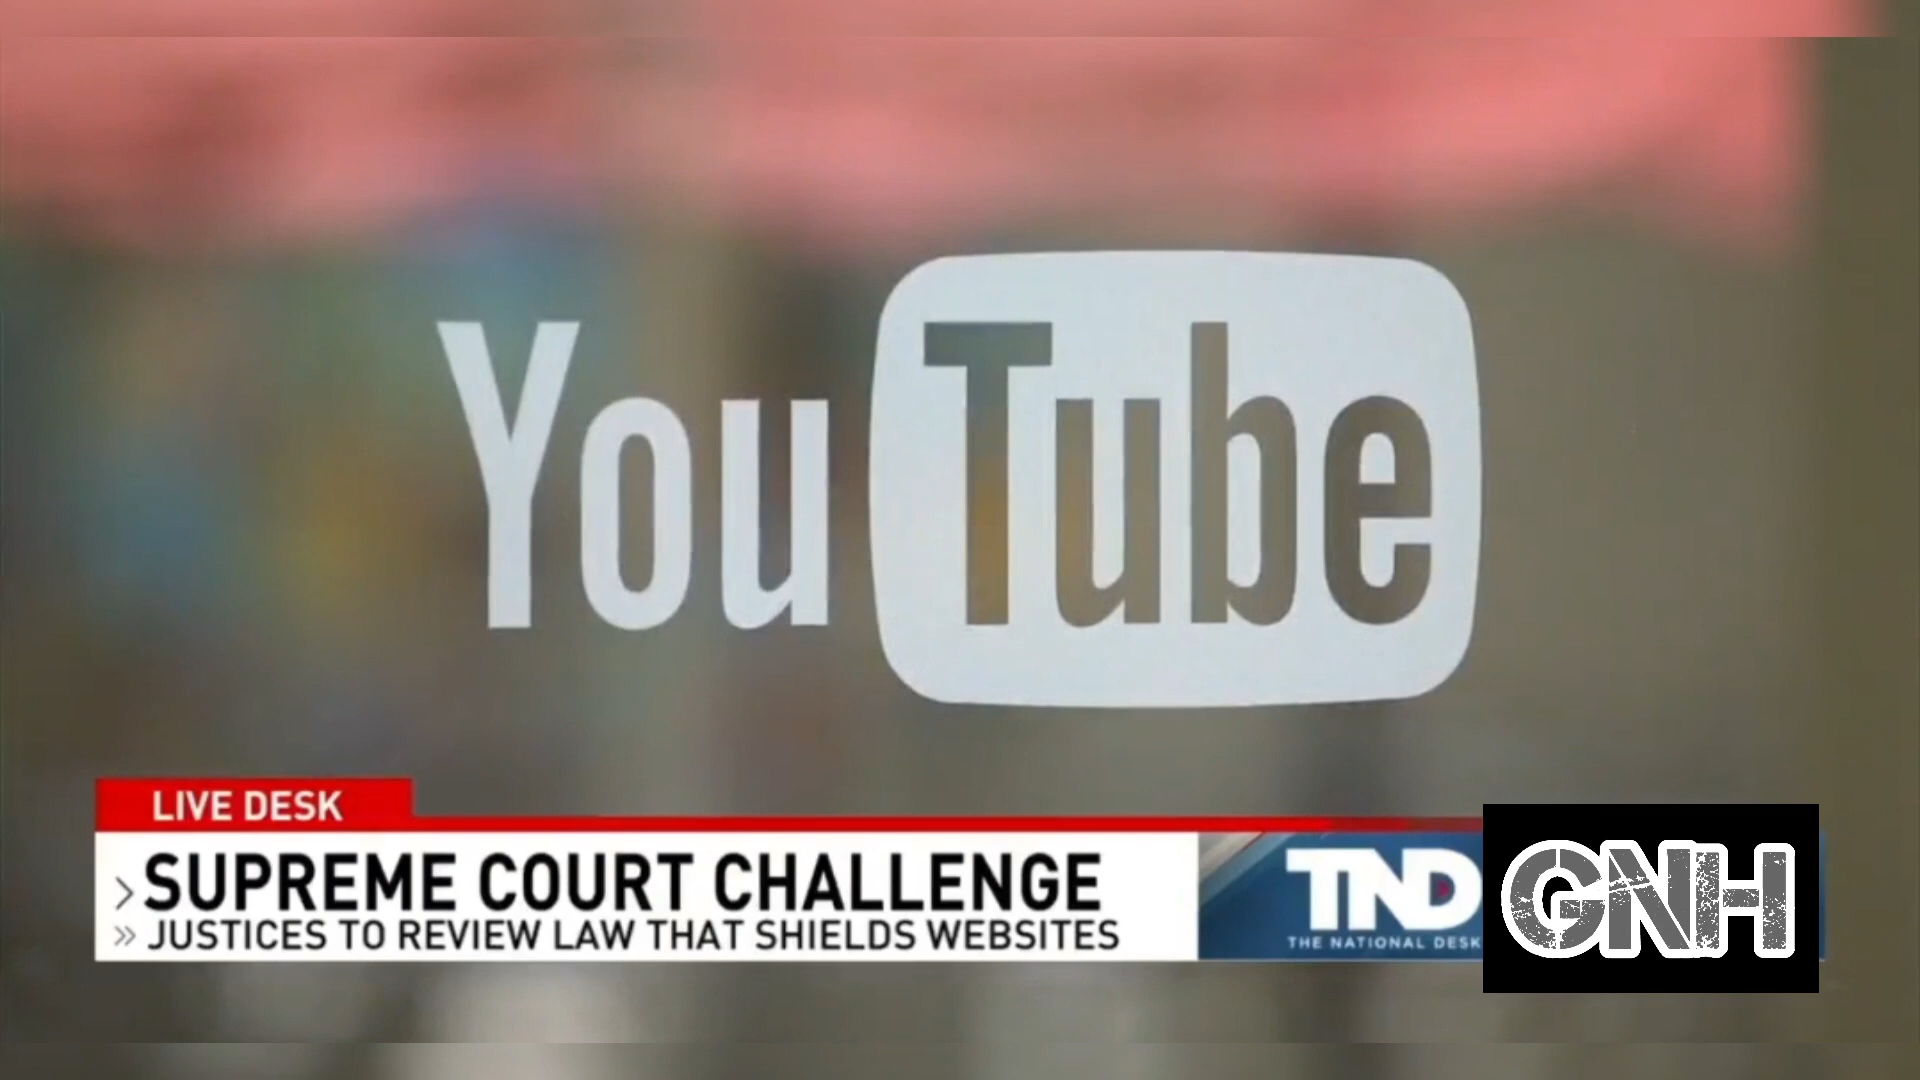 YouTube
LIVE DESK
SUPREME COURT CHALLENGE
JUSTICES TO REVIEW LAW THAT SHIELDS WEBSITES
TND
THE NATIONAL DESK
GNH